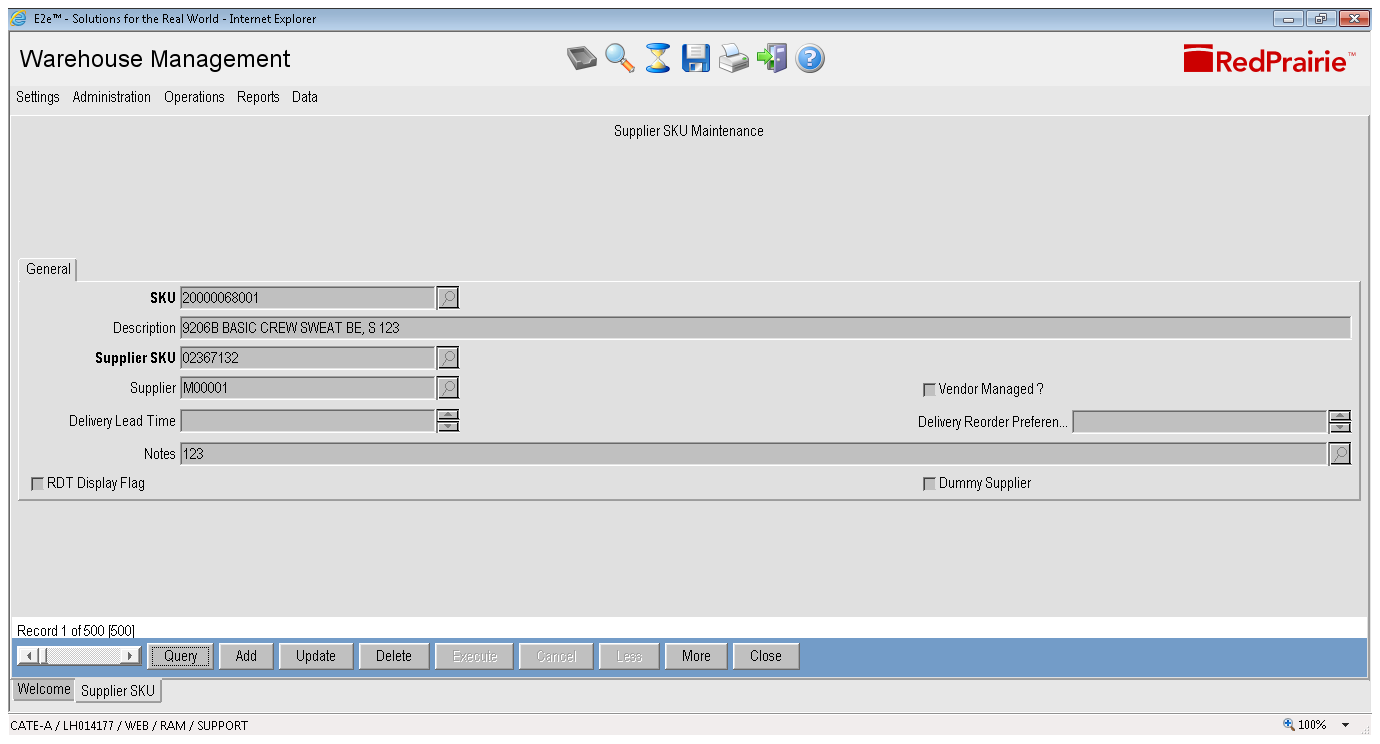 E2e™ - Solutions for the Real World - Internet Explorer
Warehouse Management
RedPrairie™
Settings Administration Operations Reports Data
Supplier SKU Maintenance
General
SKU 20000068001
Description 9206B BASIC CREW SWEAT BE, S 123
Supplier SKU 02367132
Supplier M00001
Vendor Managed ?
Delivery Lead Time
Delivery Reorder Preferen...
Notes 123
RDT Display Flag
Dummy Supplier
Record 1 of 500 [500]
Query Add Update Delete Execute Cancel Less More Close
Welcome Supplier SKU
CATE-A / LH014177 / WEB / RAM / SUPPORT
100%